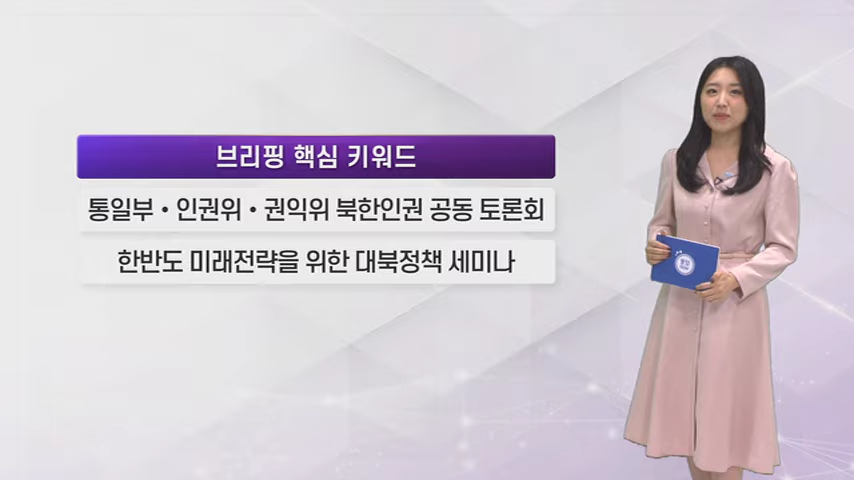 브리핑 핵심 키워드
통일부·인권위·권익위 북한인권 공동 토론회
한반도 미래전략을 위한 대북정책 세미나